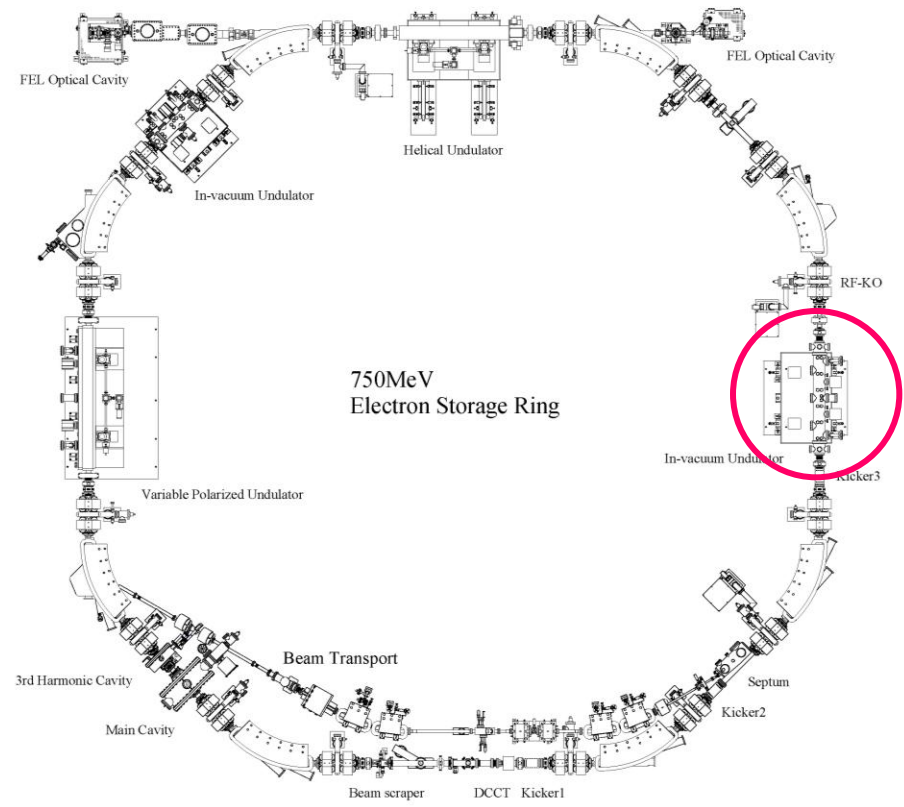 FEL Optical Cavity
FEL Optical Cavity
Helical Undulator
In-vacuum Undulator
RF-KO
750MeV
Electron Storage Ring
In-vacuum Undulator
Kicker3
Variable Polarized Undulator
Beam Transport
3rd Harmonic Cavity
Septum
Kicker2
Main Cavity
Beam scraper
DCCT
Kicker1